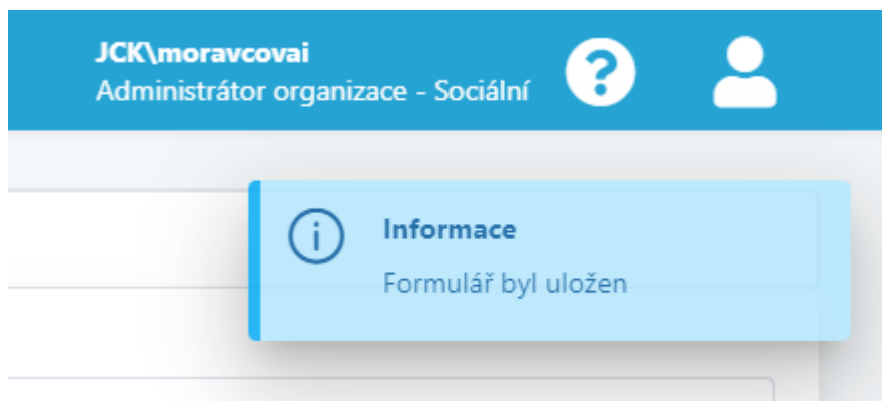 JCK\moravcovai
Administrátor organizace - Sociální
Informace
Formulář byl uložen